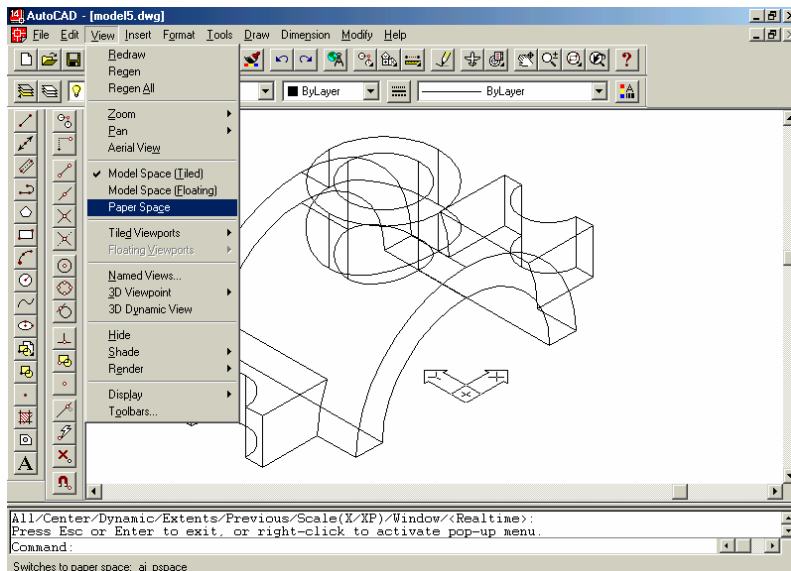 AutoCAD - [model5.dwg]
File Edit View Insert Format Tools Draw Dimension Modify Help
Redraw
Regen
Regen All
ByLayer ByLayer
Zoom
Pan
Aerial View
✓ Model Space (Tiled)
Model Space (Floating)
Paper Space
Tiled Viewports
Floating Viewports
Named Views...
3D Viewpoint
3D Dynamic View
Hide
Shade
Render
Display
Toolbars...
A
All/Center/Dynamic/Extents/Previous/Scale(X/XP)/Window/<Realtime>:
Press Esc or Enter to exit, or right-click to activate pop-up menu.
Command:
Switches to paper space: ai_pspace